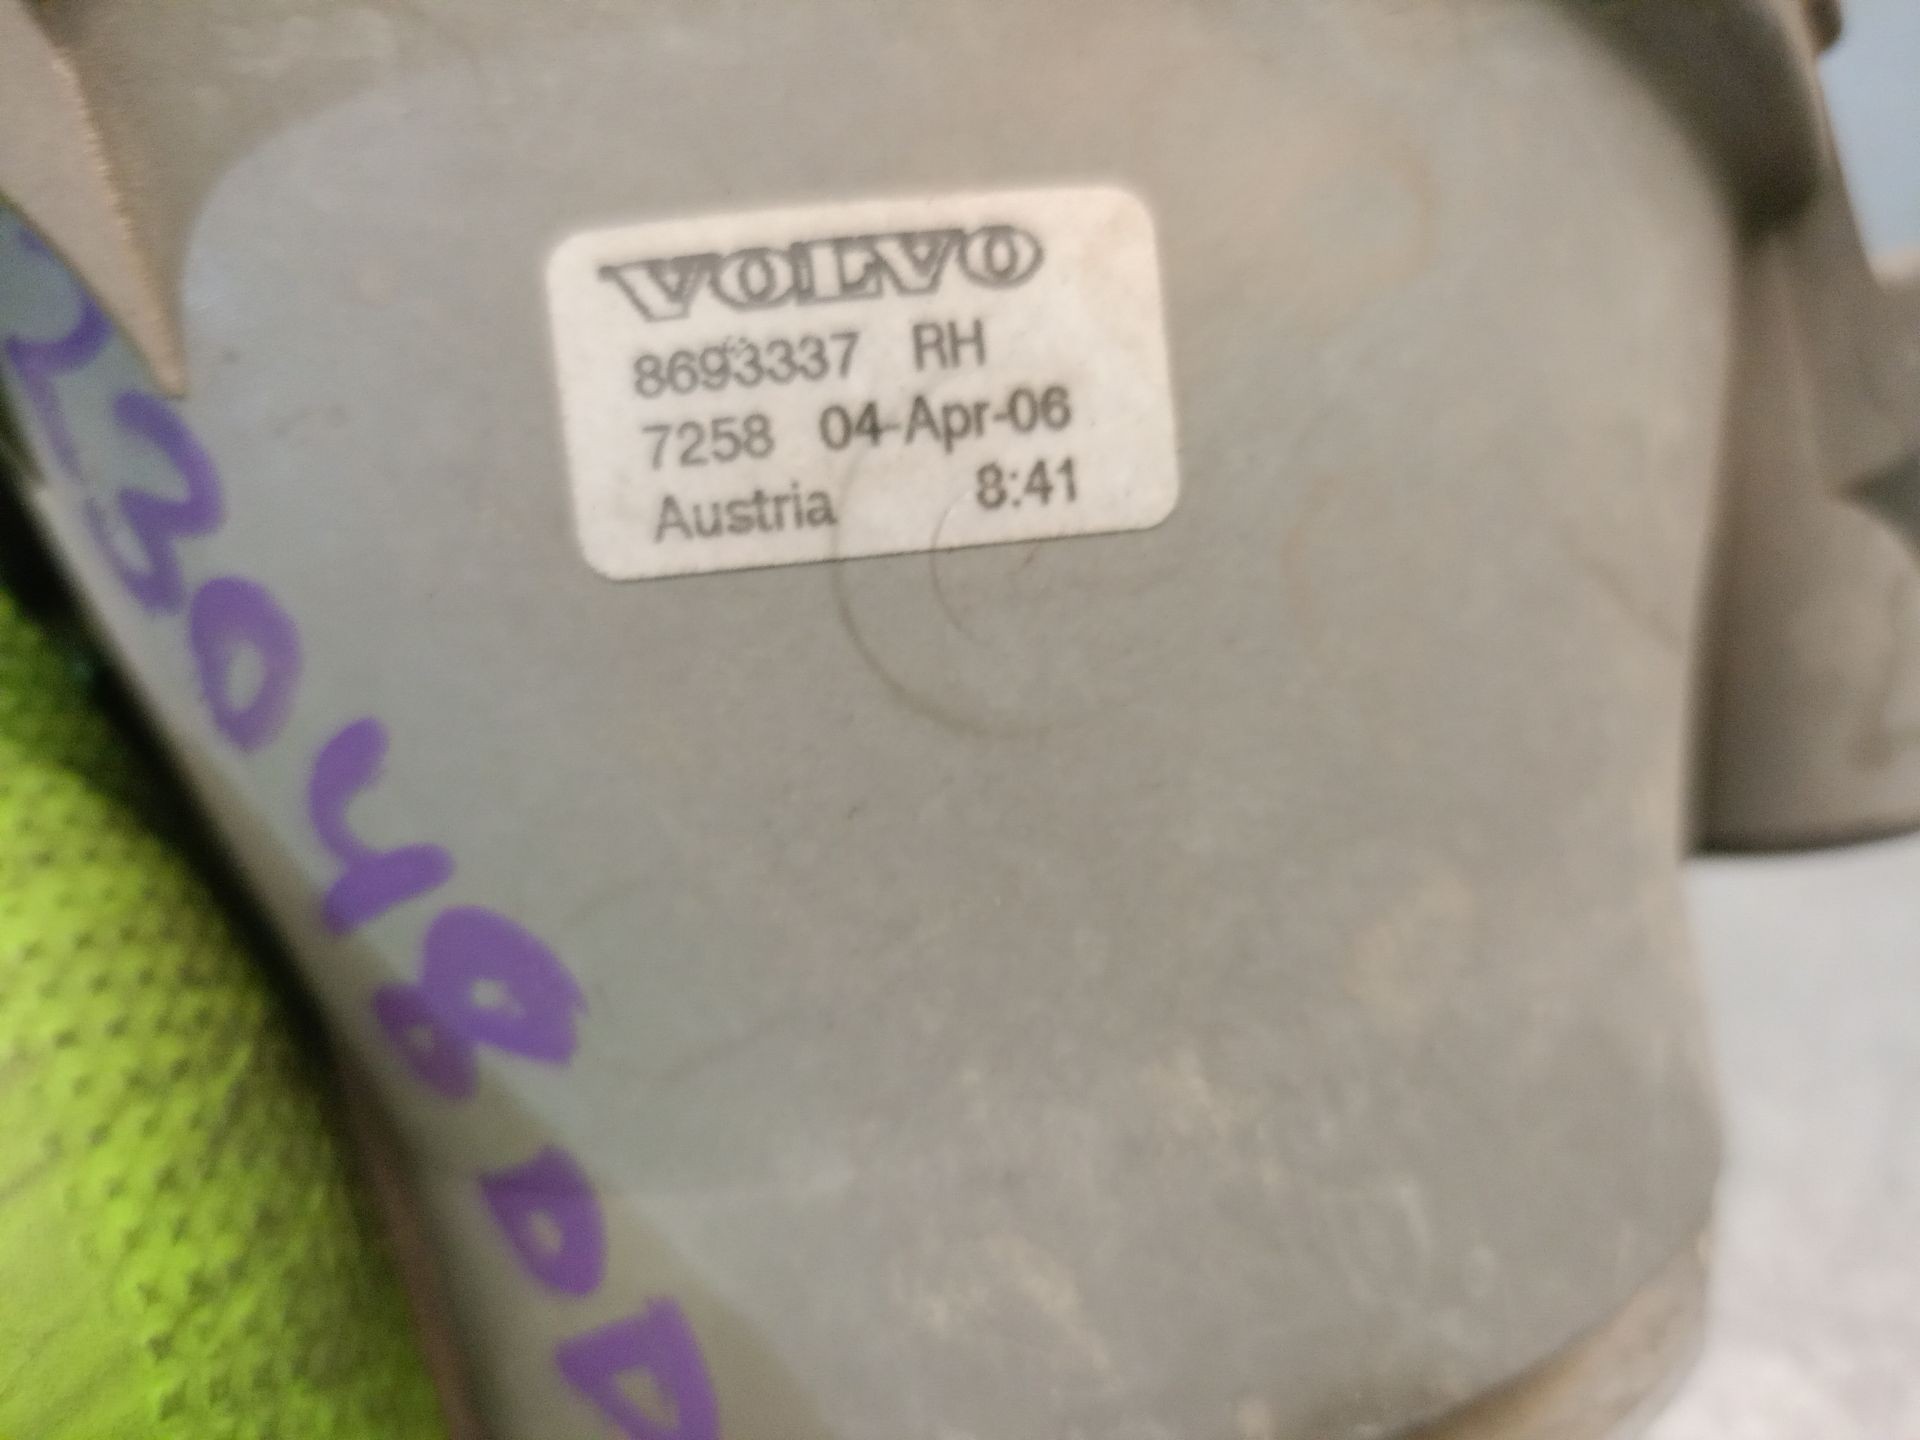 VOLVO
8693337 RH
7258 04-Apr-06
Austria 8:41